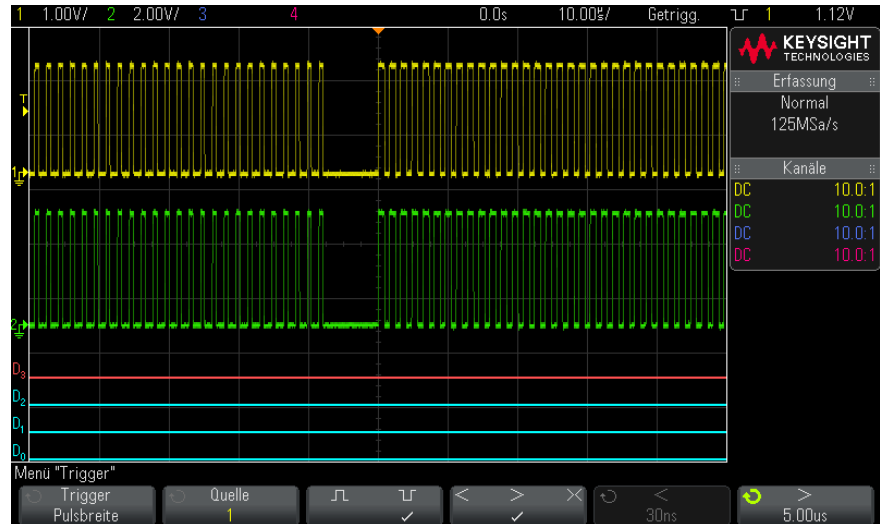 1 1.00V/ 2 2.00V/ 3 4 0.0s 10.00µs/ Getrigg. 1 1.12V
KEYSIGHT
TECHNOLOGIES
Erfassung
Normal
125MSa/s
Kanäle
DC 10.0:1
DC 10.0:1
DC 10.0:1
DC 10.0:1
T
1
2
D3
D2
D1
D0
Menü "Trigger"
Trigger
Pulsbreite
Quelle
1
< > ><
<
30ns
>
5.00us